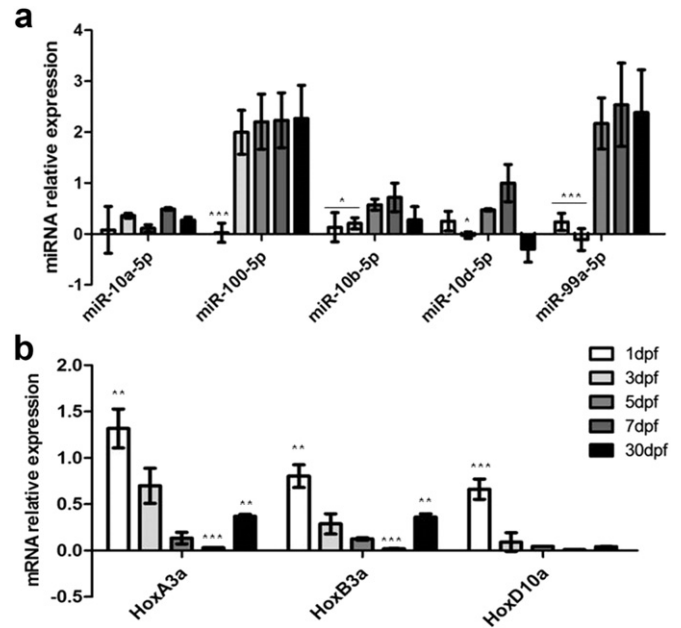 a
miRNA relative expression
4
3
2
1
0
-1
^^^
^
^
^^^
miR-10a-5p
miR-100-5p
miR-10b-5p
miR-10d-5p
miR-99a-5p
b
mRNA relative expression
2.0
1.5
1.0
0.5
0.0
-0.5
^^
^^^
^^
^^
^^^
^^
^^^
HoxA3a
HoxB3a
HoxD10a
1dpf
3dpf
5dpf
7dpf
30dpf